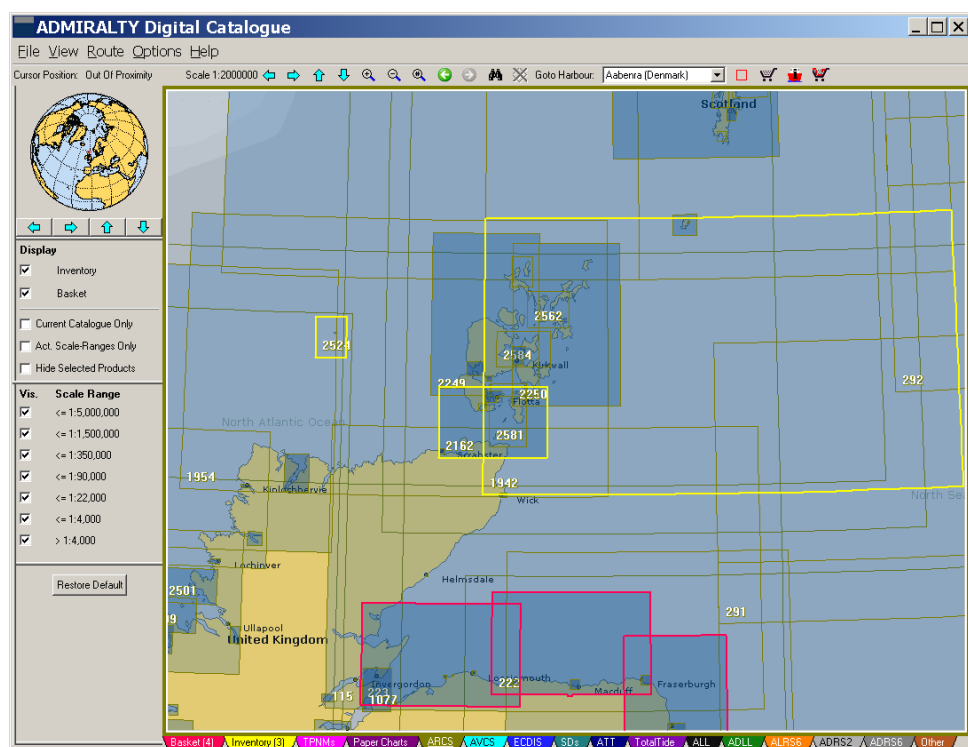 ADMIRALTY Digital Catalogue
File View Route Options Help
Cursor Position: Out Of Proximity Scale 1:2000000 Goto Harbour: Aabenra (Denmark)
Display
Inventory
Basket
Current Catalogue Only
Act. Scale-Ranges Only
Hide Selected Products
Vis. Scale Range
<= 1:5,000,000
<= 1:1,500,000
<= 1:350,000
<= 1:90,000
<= 1:22,000
<= 1:4,000
> 1:4,000
Restore Default
Scotland
2562
2524
2584
Kirkwall
2249
292
2250
Flotta
North Atlantic Ocean
2581
2162
Scrabster
1954
1942
Kinlochbervie
North Sea
Wick
Lochinver
Helmsdale
2501
291
Ullapool
United Kingdom
Invergordon
Lossiemouth
222
Macduff
Fraserburgh
115
223
1077
Basket (4) Inventory (3) TPNMs Paper Charts ARCS AVCS ECDIS SDs ATT TotalTide ALL ADLL ALRS6 ADRS2 ADRS6 Other